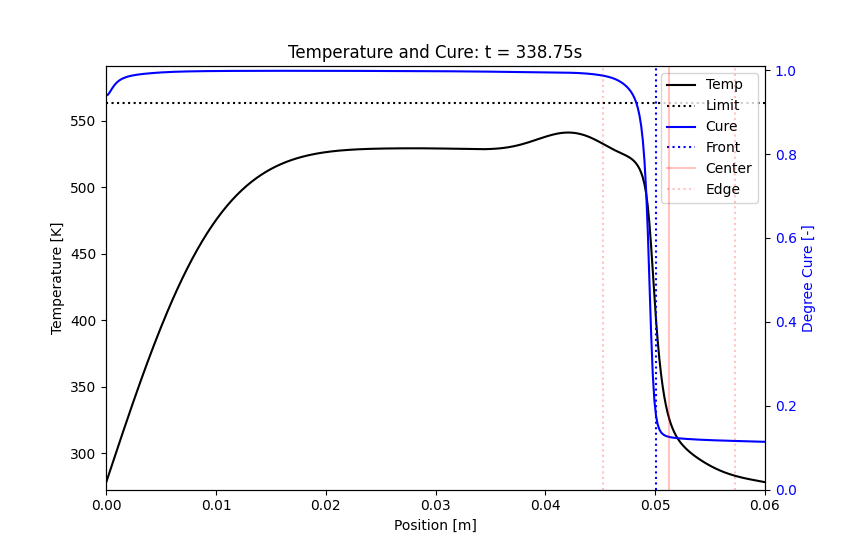 Temperature and Cure: t = 338.75s
Temperature [K]
550
500
450
400
350
300
Temp
Limit
Cure
Front
Center
Edge
1.0
0.8
0.6
0.4
0.2
0.0
Degree Cure [-]
0.00
0.01
0.02
0.03
0.04
0.05
0.06
Position [m]